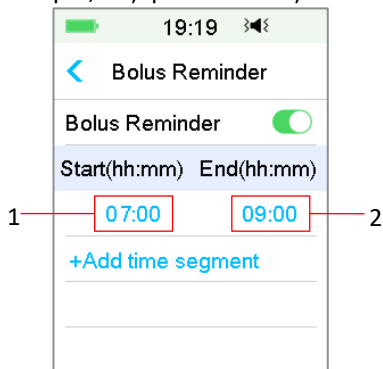 19:19
Bolus Reminder
Bolus Reminder
Start(hh:mm) End(hh:mm)
1 07:00 09:00 2
+Add time segment